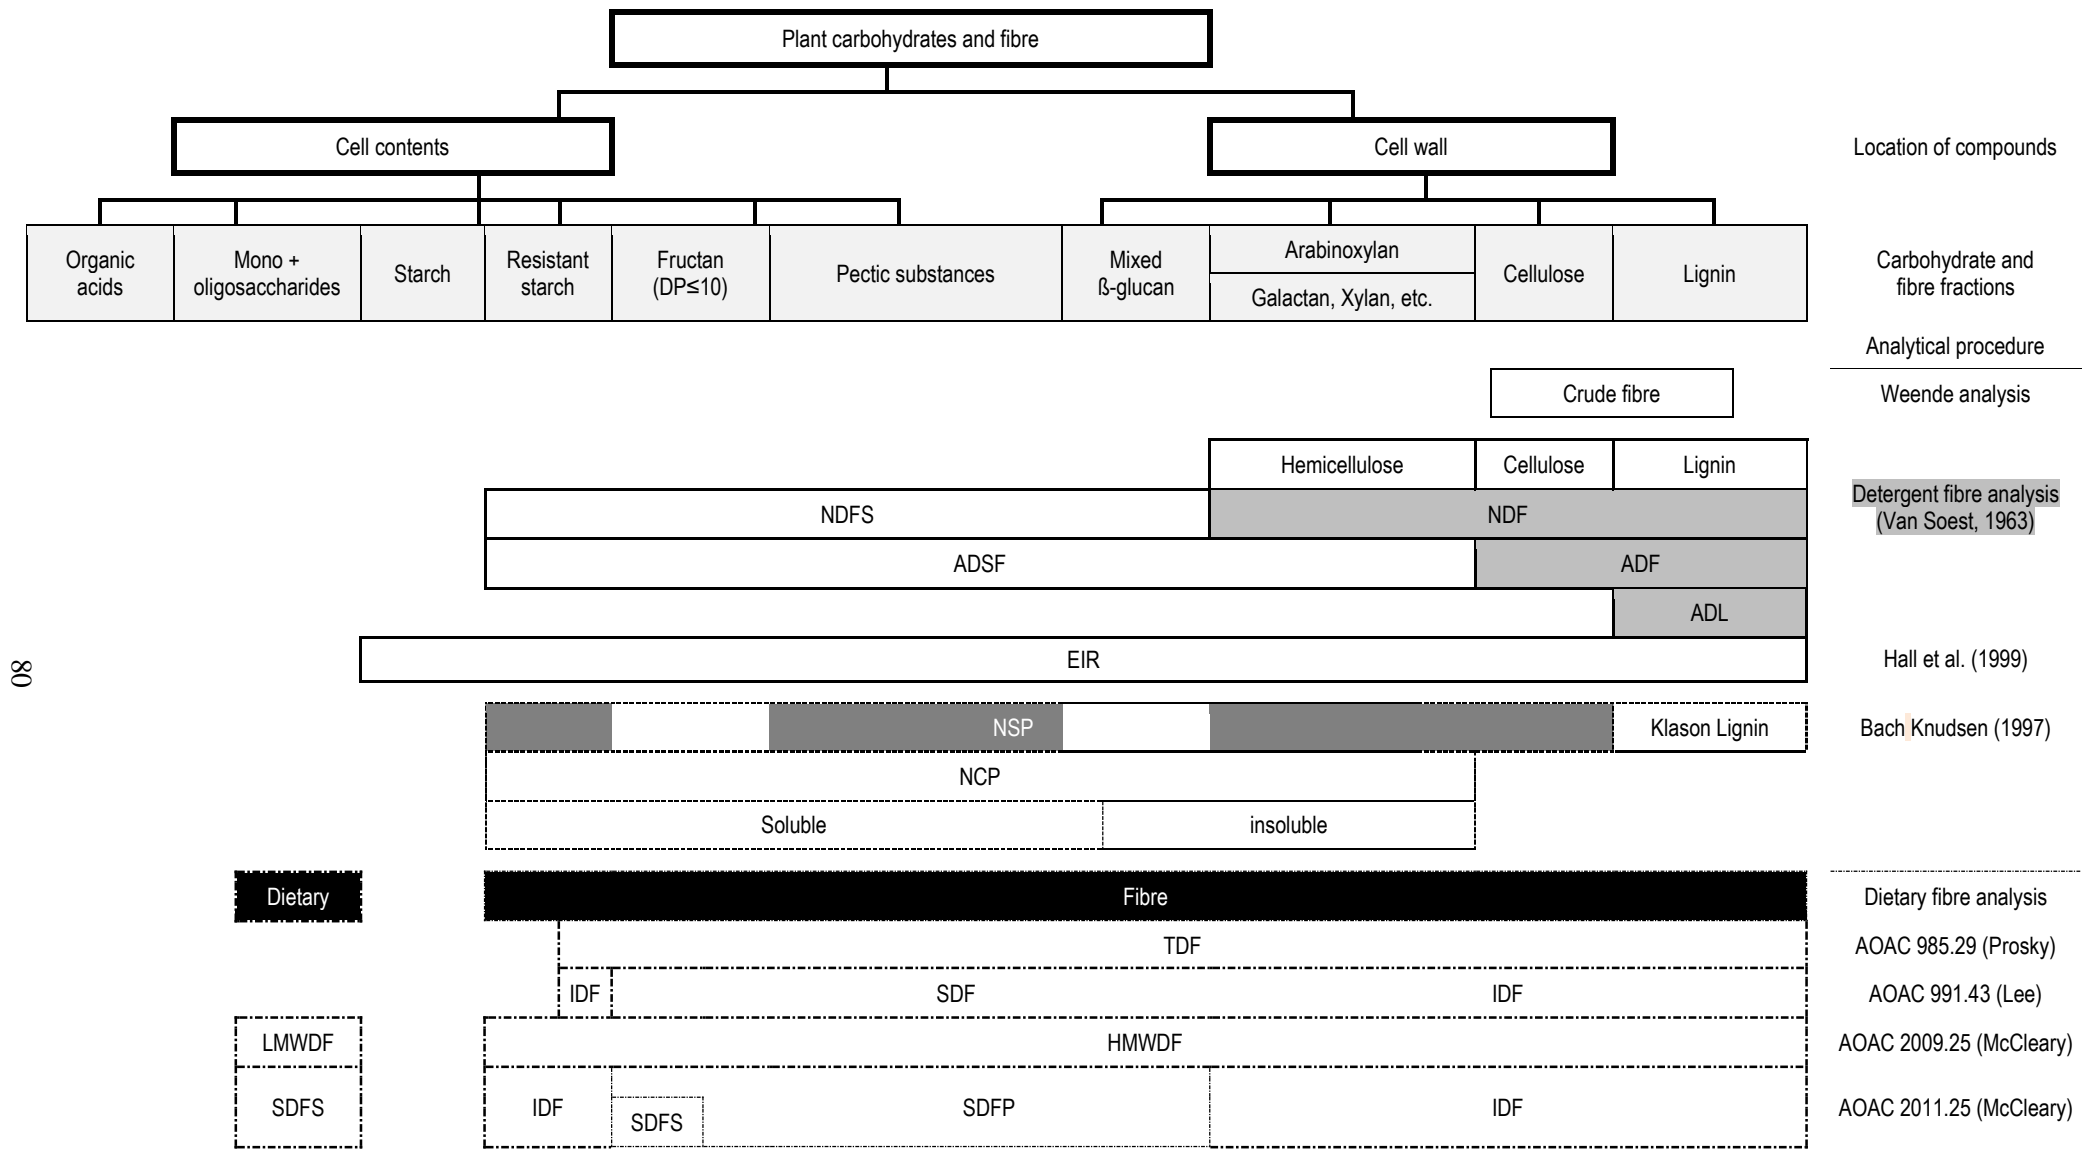 Plant carbohydrates and fibre
Cell contents
Cell wall
Location of compounds
Organic
acids
Mono +
oligosaccharides
Starch
Resistant
starch
Fructan
(DP≤10)
Pectic substances
Mixed
ß-glucan
Arabinoxylan
Galactan, Xylan, etc.
Cellulose
Lignin
Carbohydrate and
fibre fractions
Analytical procedure
Crude fibre
Weende analysis
Hemicellulose
Cellulose
Lignin
NDFS
NDF
Detergent fibre analysis
(Van Soest, 1963)
ADSF
ADF
ADL
EIR
Hall et al. (1999)
80
NSP
Klason Lignin
Bach Knudsen (1997)
NCP
Soluble
insoluble
Dietary
Fibre
Dietary fibre analysis
TDF
AOAC 985.29 (Prosky)
IDF
SDF
IDF
AOAC 991.43 (Lee)
LMWDF
HMWDF
AOAC 2009.25 (McCleary)
SDFS
IDF
SDFS
SDFP
IDF
AOAC 2011.25 (McCleary)